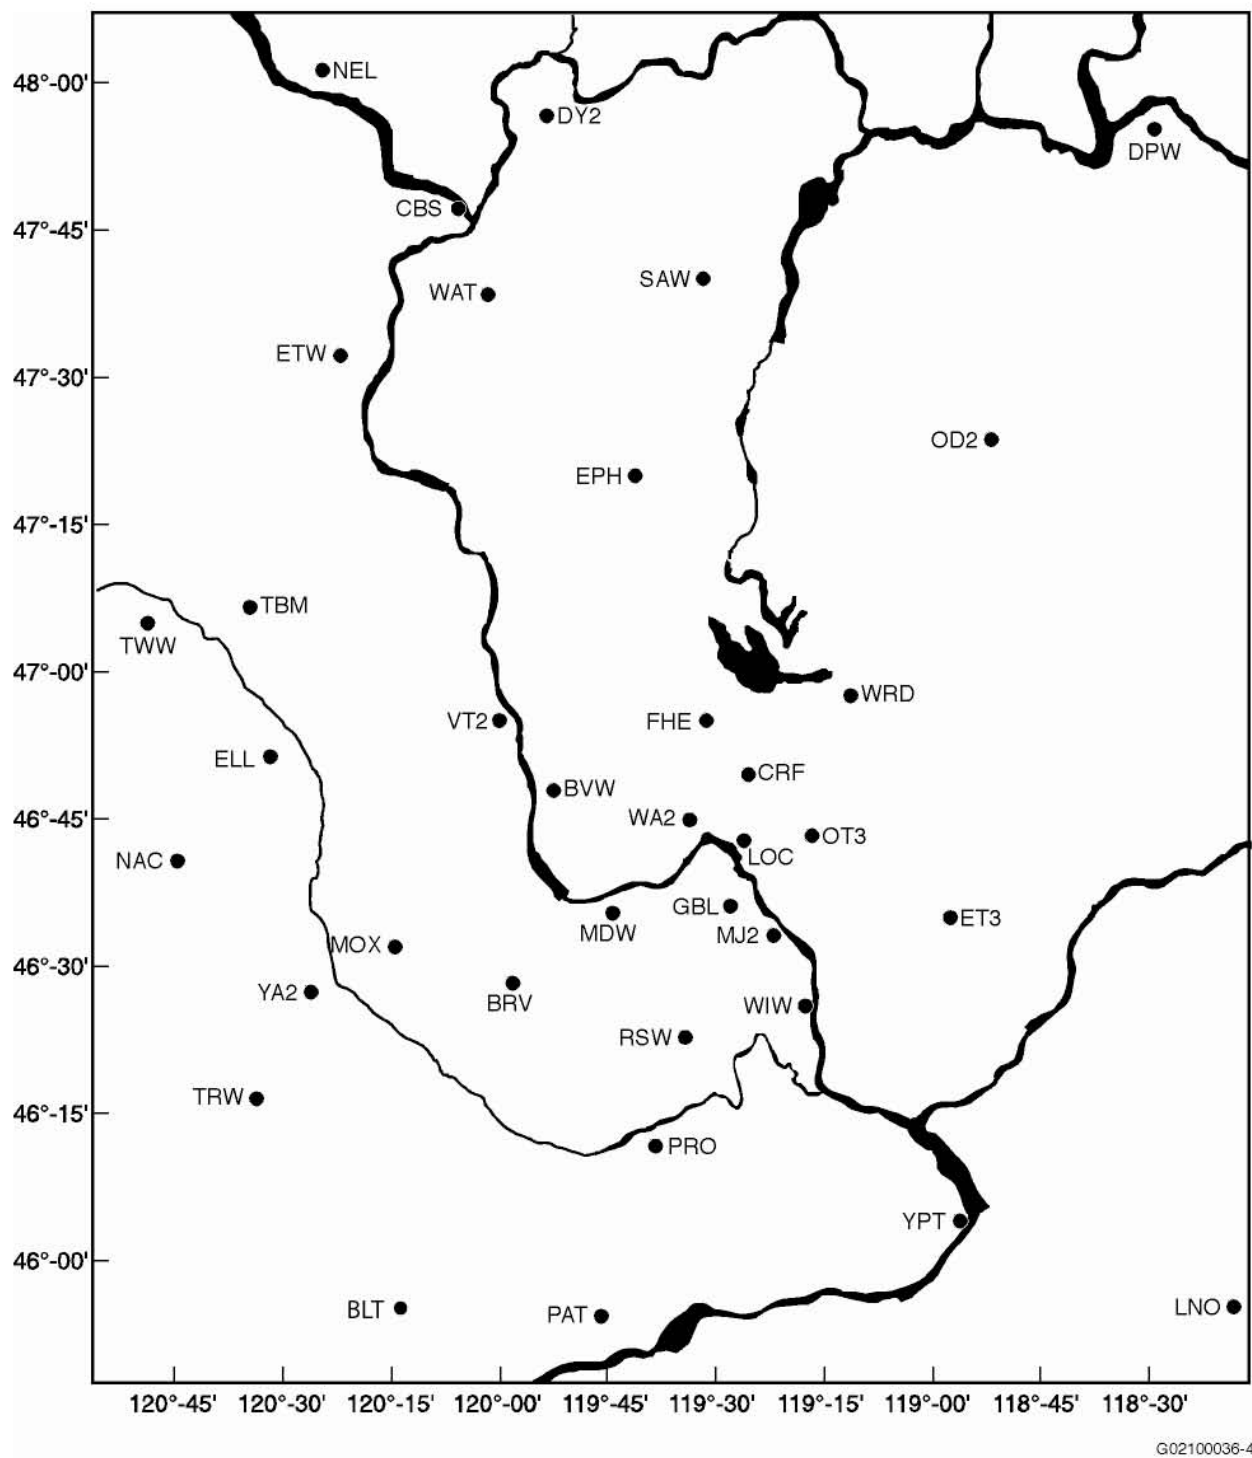 NEL
48°-00'
DY2
DPW
CBS
47°-45'
SAW
WAT
ETW
47°-30'
OD2
EPH
47°-15'
TBM
TWW
47°-00'
WRD
VT2
FHE
ELL
CRF
BVW
WA2
46°-45'
OT3
LOC
NAC
GBL
ET3
MDW
MJ2
MOX
46°-30'
YA2
BRV
WIW
RSW
TRW
46°-15'
PRO
YPT
46°-00'
BLT
PAT
LNO
120°-45' 120°-30' 120°-15' 120°-00' 119°-45' 119°-30' 119°-15' 119°-00' 118°-45' 118°-30'
G02100036-4